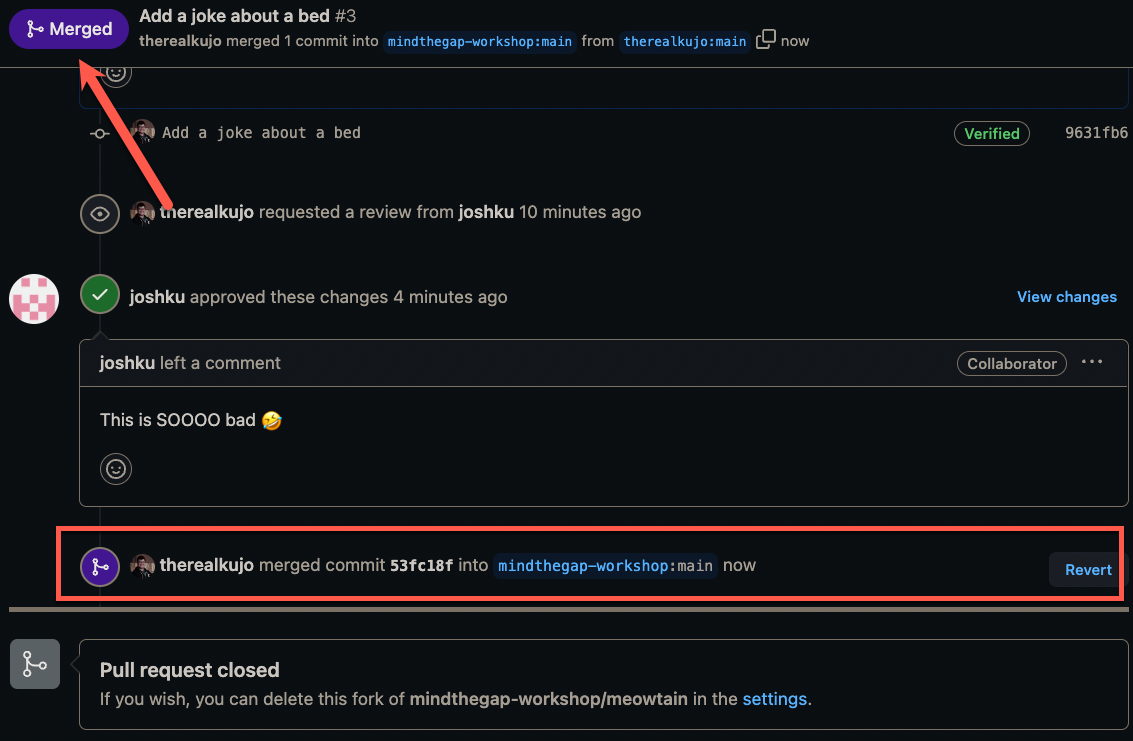 Merged
Add a joke about a bed #3
therealkujo merged 1 commit into mindthegap-workshop:main from therealkujo:main now
Add a joke about a bed
Verified
9631fb6
therealkujo requested a review from joshku 10 minutes ago
joshku approved these changes 4 minutes ago
View changes
joshku left a comment
Collaborator
This is SOOOO bad 🤣
therealkujo merged commit 53fc18f into mindthegap-workshop:main now
Revert
Pull request closed
If you wish, you can delete this fork of mindthegap-workshop/meowtain in the settings.